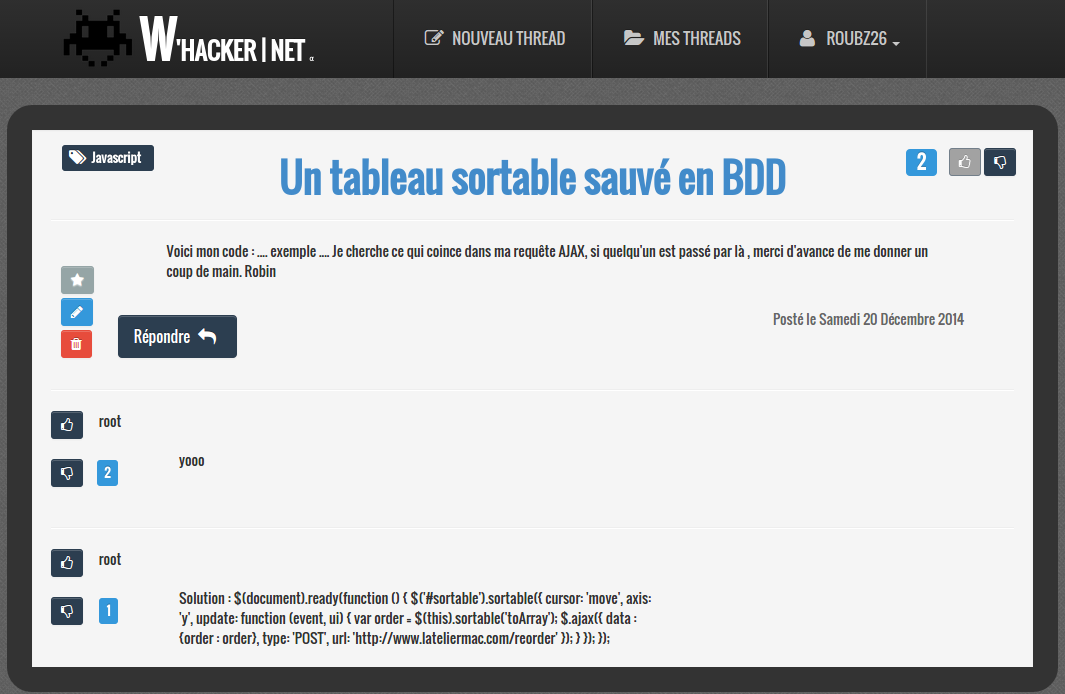 W'HACKER | NET α
NOUVEAU THREAD
MES THREADS
ROUBZ26
Javascript
Un tableau sortable sauvé en BDD
2
Voici mon code : .... exemple .... Je cherche ce qui coince dans ma requête AJAX, si quelqu'un est passé par là , merci d'avance de me donner un
coup de main. Robin
Posté le Samedi 20 Décembre 2014
Répondre
root
yooo
2
root
Solution : $(document).ready(function () { $('#sortable').sortable({ cursor: 'move', axis:
'y', update: function (event, ui) { var order = $(this).sortable('toArray'); $.ajax({ data :
{order : order}, type: 'POST', url: 'http://www.lateliermac.com/reorder' }); } }); });
1